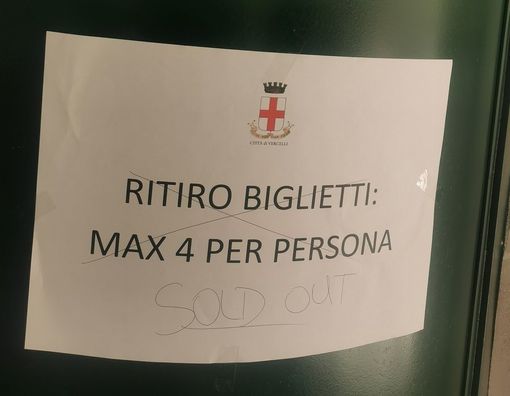 CITTÀ di VERCELLI
RITIRO BIGLIETTI:
MAX 4 PER PERSONA
SOLD OUT